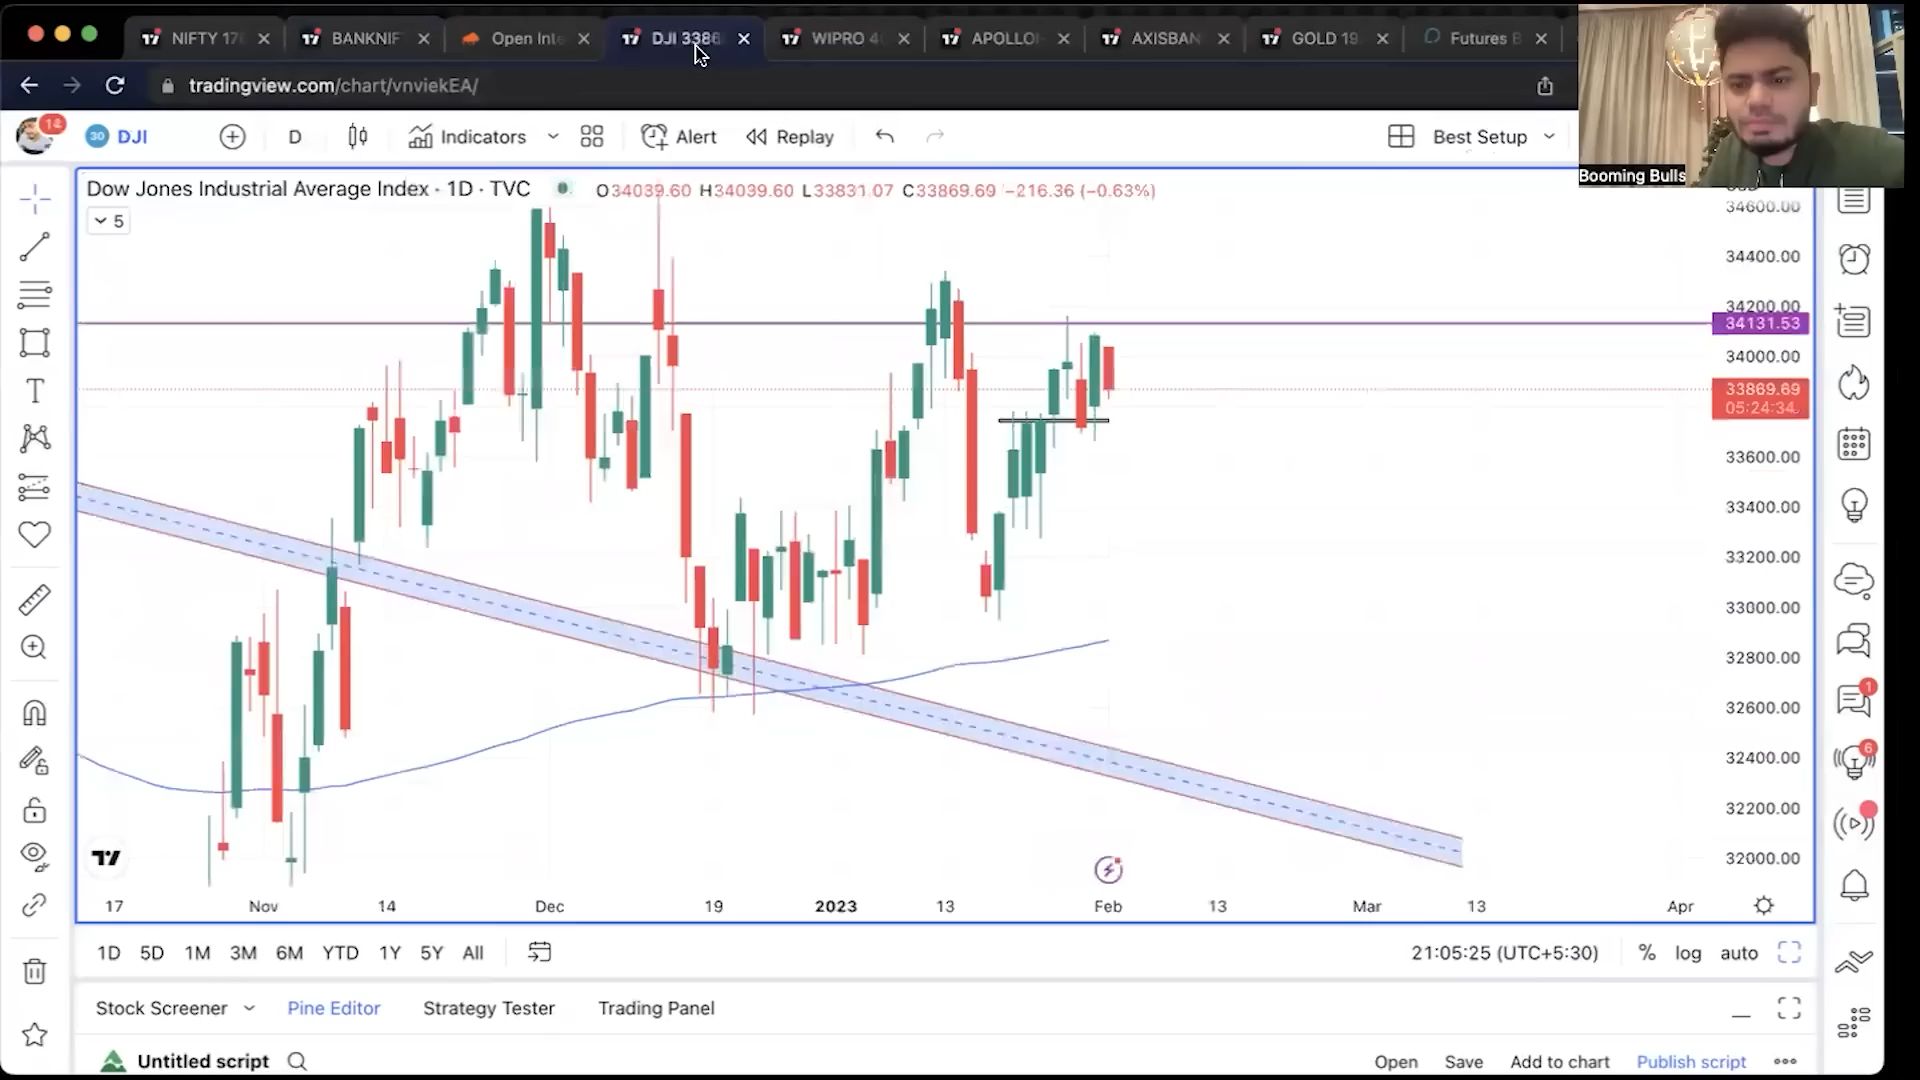 NIFTY 17
BANKNIF
Open Inte
DJI 3386
WIPRO 4
APOLLO
AXISBAN
GOLD 19
Futures B
tradingview.com/chart/vnviekEA/
14
30
DJI
D
Indicators
Alert
Replay
Best Setup
Booming Bulls
Dow Jones Industrial Average Index · 1D · TVC
O34039.60 H34039.60 L33831.07 C33869.69 −216.36 (−0.63%)
5
34600.00
34400.00
34200.00
34131.53
34000.00
33869.69
05:24:34
33600.00
33400.00
33200.00
33000.00
32800.00
32600.00
32400.00
32200.00
32000.00
1
6
17 Nov 14 Dec 19 2023 13 Feb 13 Mar 13 Apr
1D 5D 1M 3M 6M YTD 1Y 5Y All
21:05:25 (UTC+5:30) % log auto
Stock Screener Pine Editor Strategy Tester Trading Panel
Untitled script
Open Save Add to chart Publish script